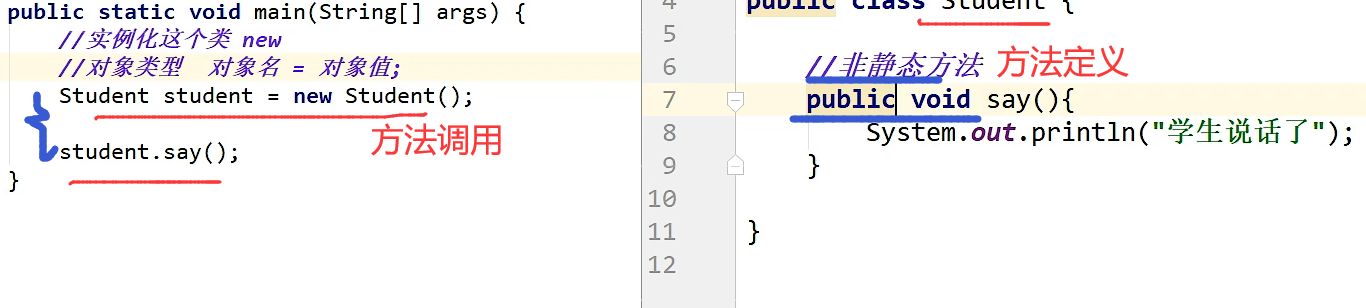 public static void main(String[] args) {
//实例化这个类 new
//对象类型  对象名 = 对象值;
Student student = new Student();
方法调用
student.say();
}
4 public class Student {
5
6 //非静态方法 方法定义
7 public void say(){
8 System.out.println("学生说话了");
9 }
10
11 }
12